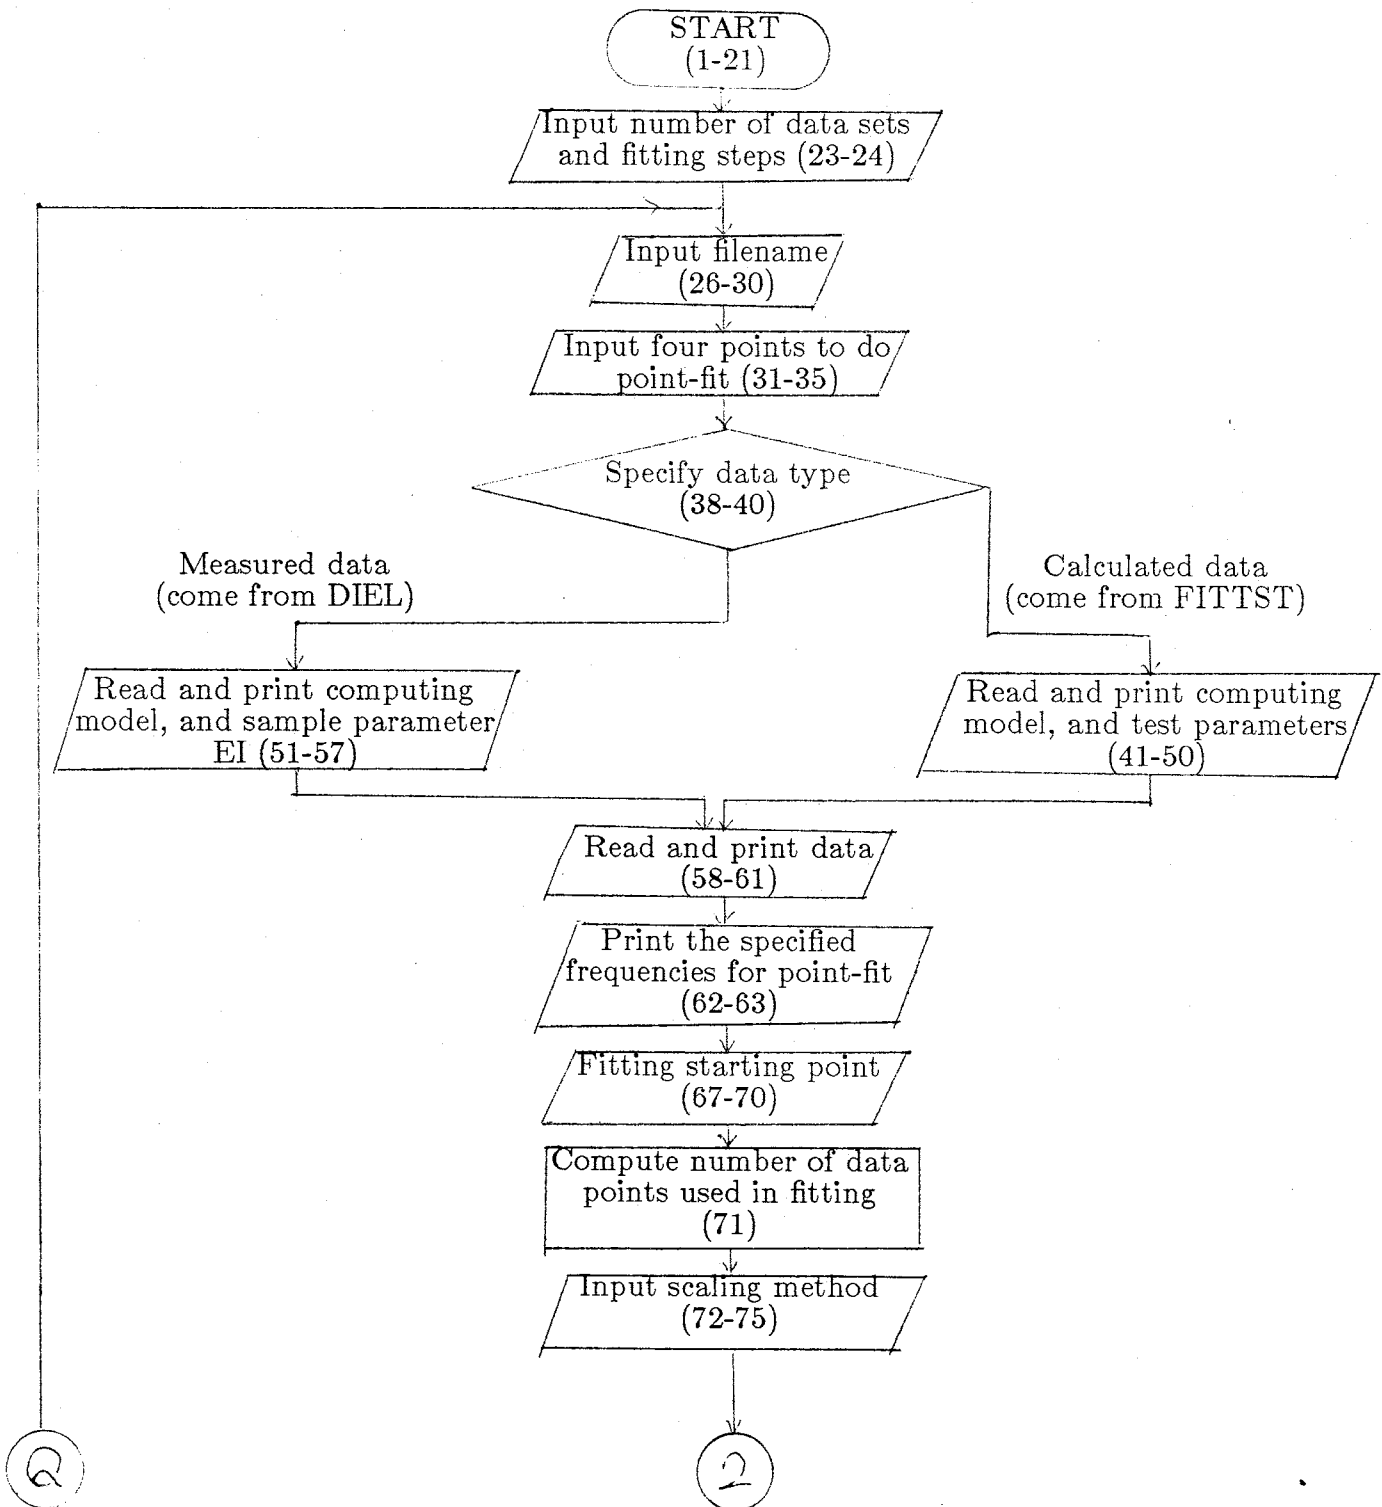 START
(1-21)
Input number of data sets
and fitting steps (23-24)
Input filename
(26-30)
Input four points to do
point-fit (31-35)
Specify data type
(38-40)
Measured data
(come from DIEL)
Calculated data
(come from FITTST)
Read and print computing
model, and sample parameter
EI (51-57)
Read and print computing
model, and test parameters
(41-50)
Read and print data
(58-61)
Print the specified
frequencies for point-fit
(62-63)
Fitting starting point
(67-70)
Compute number of data
points used in fitting
(71)
Input scaling method
(72-75)
Q
2